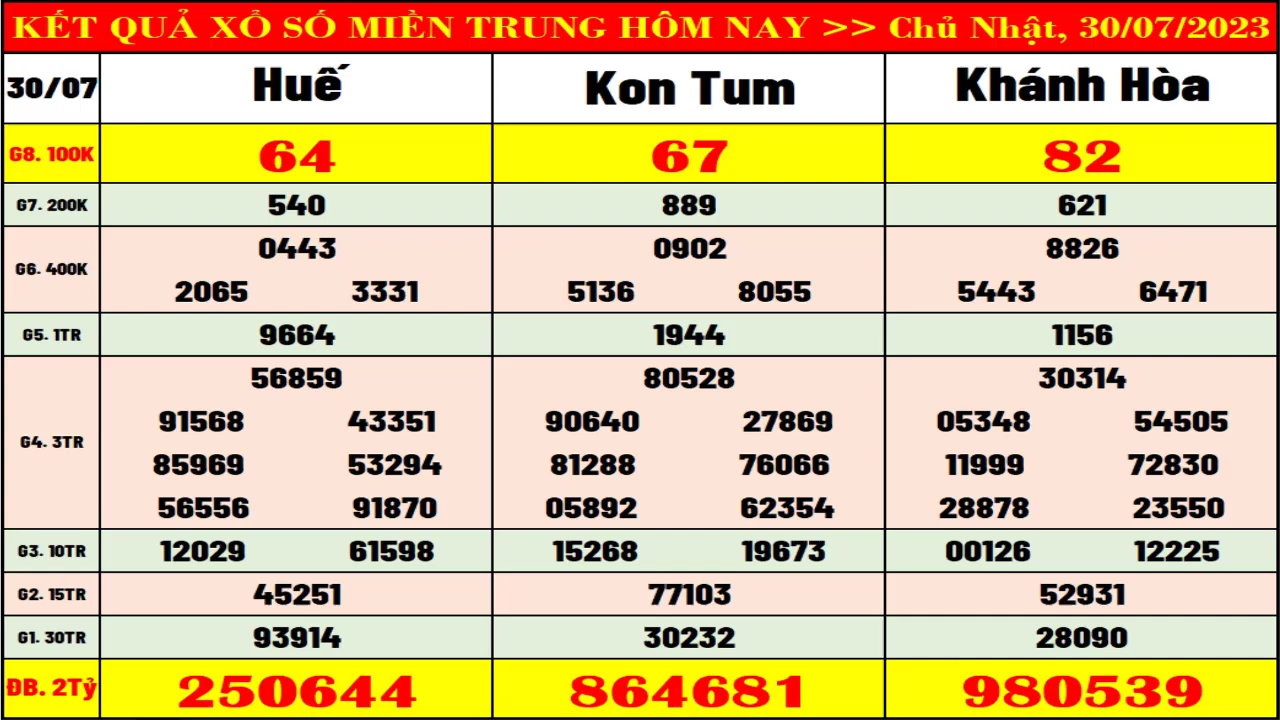 KẾT QUẢ XỔ SỐ MIỀN TRUNG HÔM NAY >> Chủ Nhật, 30/07/2023
30/07 Huế Kon Tum Khánh Hòa
G8. 100K 64 67 82
G7. 200K 540 889 621
0443 0902 8826
G6. 400K
2065 3331 5136 8055 5443 6471
G5. 1TR 9664 1944 1156
56859 80528 30314
91568 43351 90640 27869 05348 54505
G4. 3TR
85969 53294 81288 76066 11999 72830
56556 91870 05892 62354 28878 23550
G3. 10TR 12029 61598 15268 19673 00126 12225
G2. 15TR 45251 77103 52931
G1. 30TR 93914 30232 28090
ĐB. 2Tỷ 250644 864681 980539